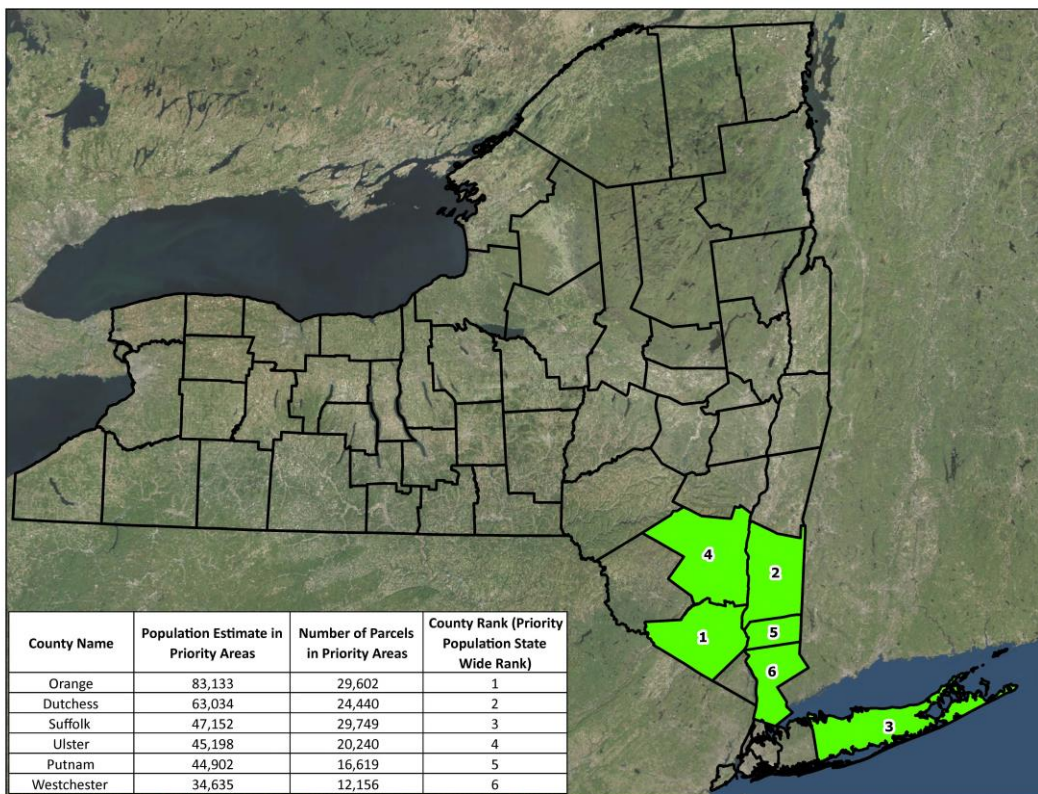 4
2
1
5
6
3
County Name Population Estimate in Priority Areas Number of Parcels in Priority Areas County Rank (Priority Population State Wide Rank)
Orange 83,133 29,602 1
Dutchess 63,034 24,440 2
Suffolk 47,152 29,749 3
Ulster 45,198 20,240 4
Putnam 44,902 16,619 5
Westchester 34,635 12,156 6